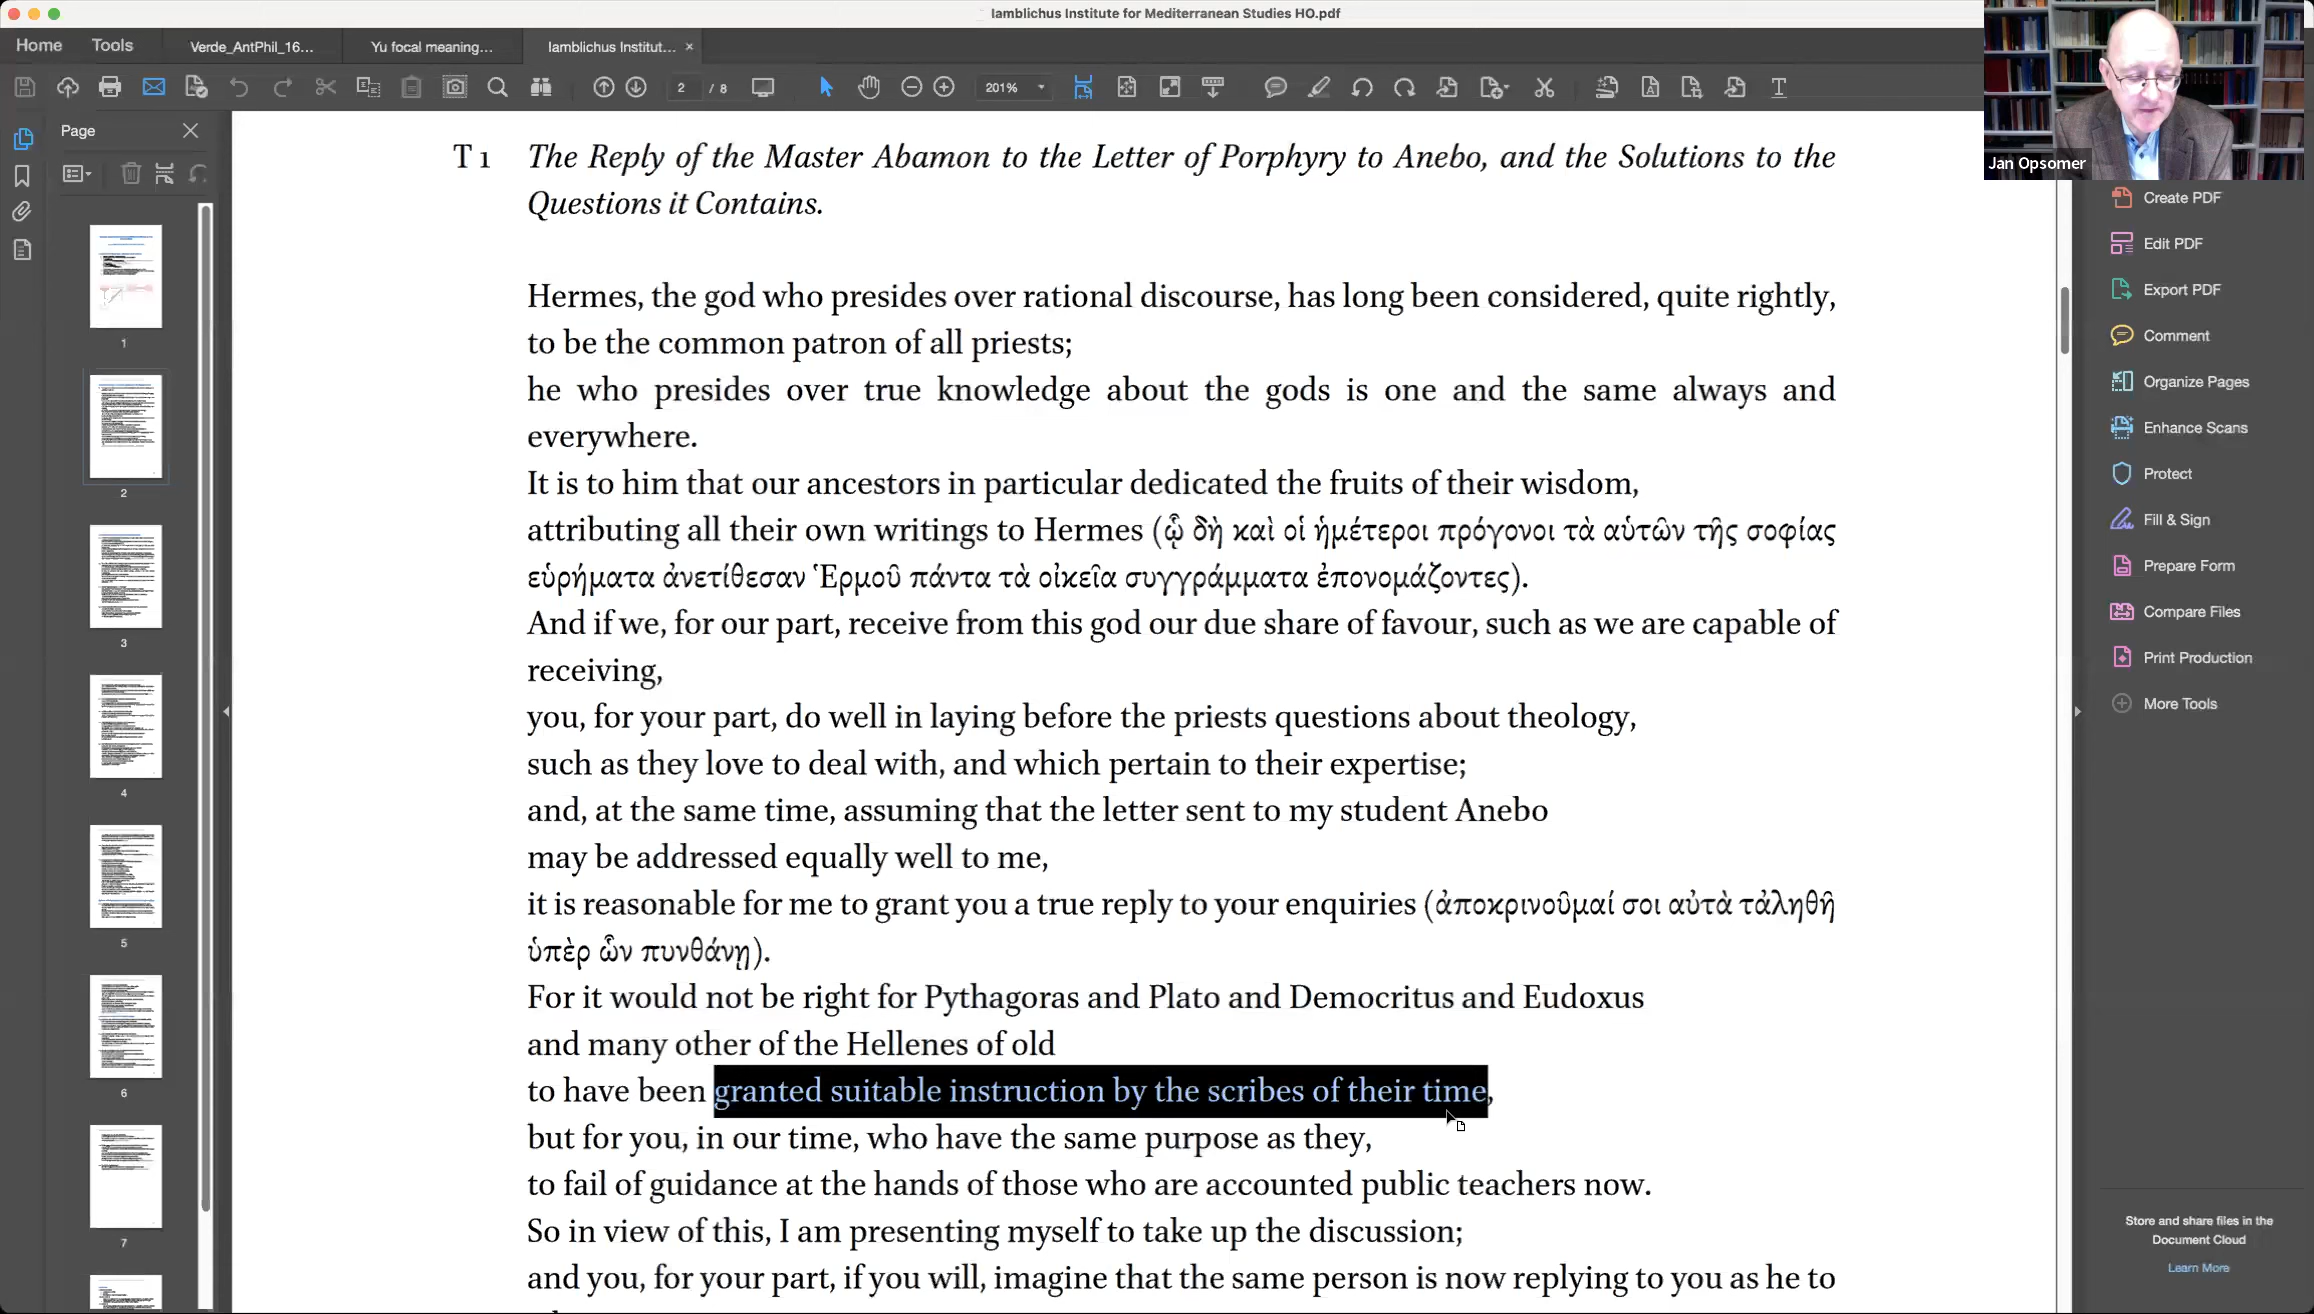 Iamblichus Institute for Mediterranean Studies HO.pdf
Home
Tools
Verde_AntPhil_16...
Yu focal meaning...
Iamblichus Institut...
2 / 8
201%
Jan Opsomer
Page
1
2
3
4
5
6
7
T 1 The Reply of the Master Abamon to the Letter of Porphyry to Anebo, and the Solutions to the
Questions it Contains.
Hermes, the god who presides over rational discourse, has long been considered, quite rightly,
to be the common patron of all priests;
he who presides over true knowledge about the gods is one and the same always and
everywhere.
It is to him that our ancestors in particular dedicated the fruits of their wisdom,
attributing all their own writings to Hermes (ᾧ δὴ καὶ οἱ ἡμέτεροι πρόγονοι τὰ αὑτῶν τῆς σοφίας
εὑρήματα ἀνετίθεσαν Ἑρμοῦ πάντα τὰ οἰκεῖα συγγράμματα ἐπονομάζοντες).
And if we, for our part, receive from this god our due share of favour, such as we are capable of
receiving,
you, for your part, do well in laying before the priests questions about theology,
such as they love to deal with, and which pertain to their expertise;
and, at the same time, assuming that the letter sent to my student Anebo
may be addressed equally well to me,
it is reasonable for me to grant you a true reply to your enquiries (ἀποκρινοῦμαί σοι αὐτὰ τἀληθῆ
ὑπὲρ ὧν πυνθάνῃ).
For it would not be right for Pythagoras and Plato and Democritus and Eudoxus
and many other of the Hellenes of old
to have been granted suitable instruction by the scribes of their time,
but for you, in our time, who have the same purpose as they,
to fail of guidance at the hands of those who are accounted public teachers now.
So in view of this, I am presenting myself to take up the discussion;
and you, for your part, if you will, imagine that the same person is now replying to you as he to
Create PDF
Edit PDF
Export PDF
Comment
Organize Pages
Enhance Scans
Protect
Fill & Sign
Prepare Form
Compare Files
Print Production
More Tools
Store and share files in the
Document Cloud
Learn More